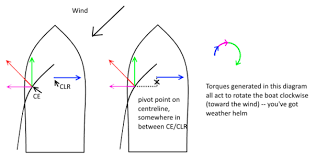 Wind
CE
CLR
pivot point on
centreline,
somewhere in
between CE/CLR
Torques generated in this diagram
all act to rotate the boat clockwise
(toward the wind) -- you've got
weather helm